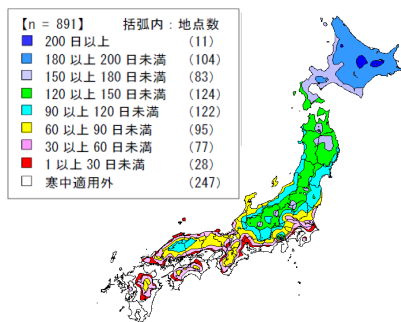 【n = 891】 括弧内：地点数
200 日以上 (11)
180 以上 200 日未満 (104)
150 以上 180 日未満 (83)
120 以上 150 日未満 (124)
90 以上 120 日未満 (122)
60 以上 90 日未満 (95)
30 以上 60 日未満 (77)
1 以上 30 日未満 (28)
寒中適用外 (247)